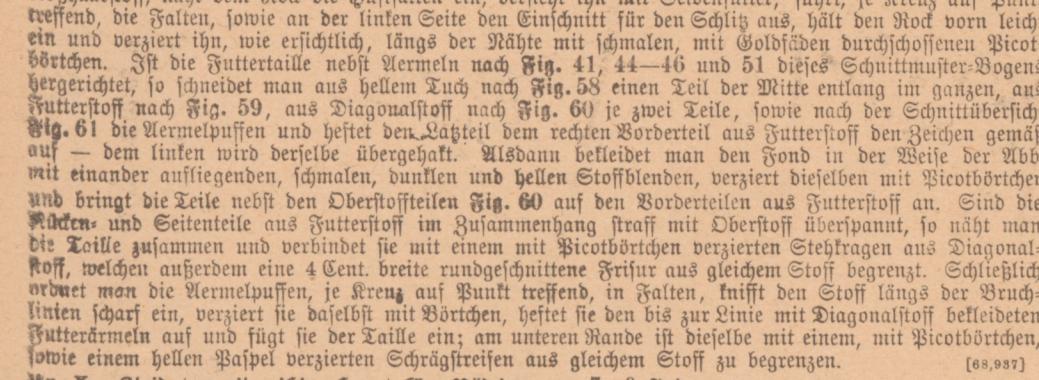 treffend, die Falten, sowie an der linken Seite den Einschnitt für den Schlitz aus, hält den Rock vorn leich
ein und verziert ihn, wie ersichtlich, längs der Nähte mit schmalen, mit Goldfäden durchschossenen Picot
börtchen. Ist die Futtertaille nebst Aermeln nach Fig. 41, 44—46 und 51 dieses Schnittmuster-Bogens
hergerichtet, so schneidet man aus hellem Tuch nach Fig. 58 einen Teil der Mitte entlang im ganzen, aus
Futterstoff nach Fig. 59, aus Diagonalstoff nach Fig. 60 je zwei Teile, sowie nach der Schnittübersich
Fig. 61 die Aermelpuffen und heftet den Latzteil dem rechten Vorderteil aus Futterstoff den Zeichen gemäß
auf — dem linken wird derselbe übergehakt. Alsdann bekleidet man den Fond in der Weise der Abb
mit einander aufliegenden, schmalen, dunklen und hellen Stoffblenden, verziert dieselben mit Picotbörtchen
und bringt die Teile nebst den Oberstoffteilen Fig. 60 auf den Vorderteilen aus Futterstoff an. Sind die
Rücken- und Seitenteile aus Futterstoff im Zusammenhang straff mit Oberstoff überspannt, so näht man
die Taille zusammen und verbindet sie mit einem mit Picotbörtchen verzierten Stehkragen aus Diagonal-
stoff, welchen außerdem eine 4 Cent. breite rundgeschnittene Frisur aus gleichem Stoff begrenzt. Schließlich
ordnet man die Aermelpuffen, je Kreuz auf Punkt treffend, in Falten, knifft den Stoff längs der Bruch-
linien scharf ein, verziert sie daselbst mit Börtchen, heftet sie den bis zur Linie mit Diagonalstoff bekleideten
Futterärmeln auf und fügt sie der Taille ein; am unteren Rande ist dieselbe mit einem, mit Picotbörtchen,
sowie einem hellen Paspel verzierten Schrägstreifen aus gleichem Stoff zu begrenzen. [68,937]